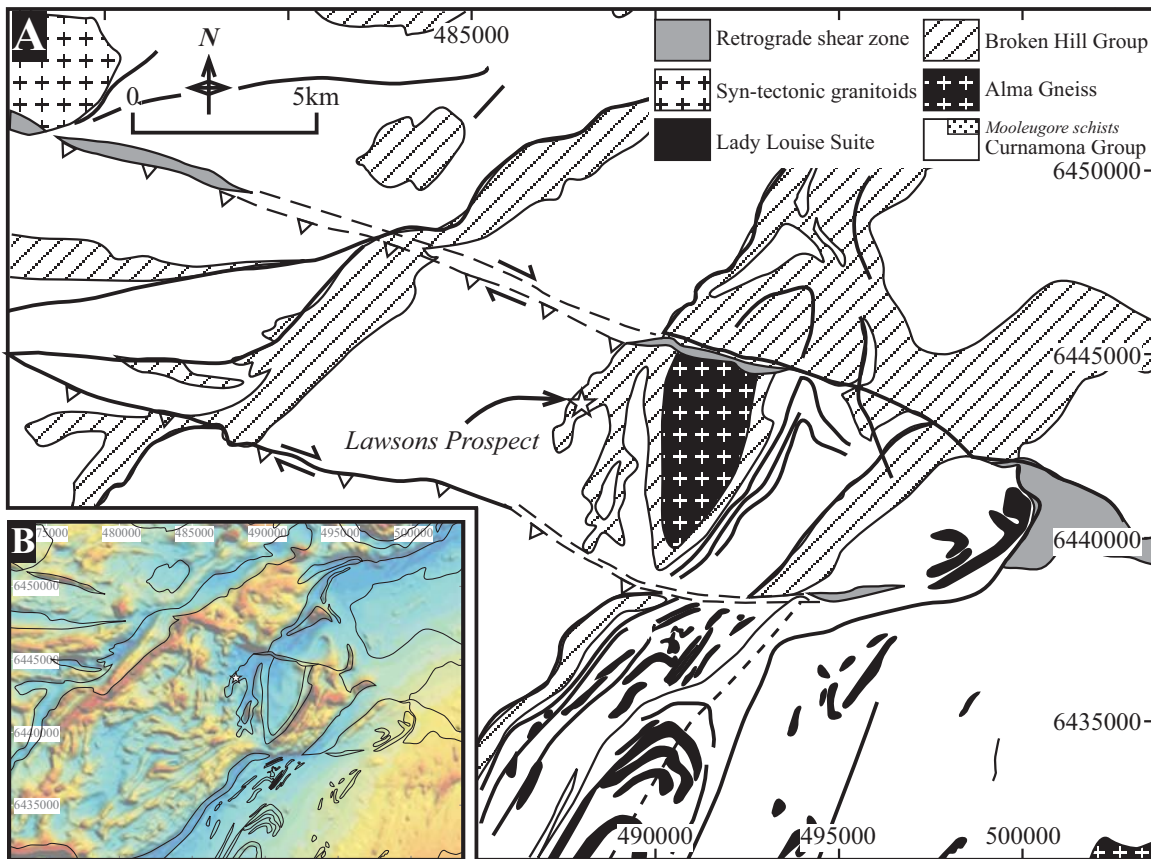 A
485000
N
0
5km
Retrograde shear zone
Broken Hill Group
Syn-tectonic granitoids
Alma Gneiss
Lady Louise Suite
Mooleugore schists
Curnamona Group
6450000
6445000
Lawsons Prospect
6440000
6435000
490000
495000
500000
B
75000
480000
485000
490000
495000
500000
6450000
6445000
6440000
6435000